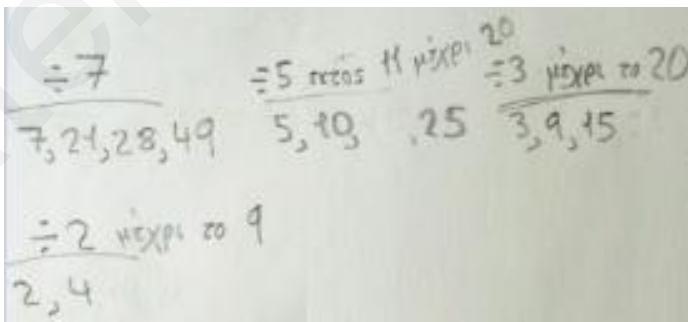 ÷7
7, 21, 28, 49
÷5 εκτός 11 μέχρι 20
5, 10, , 25
÷3 μέχρι το 20
3, 9, 15
÷2 μέχρι το 9
2, 4